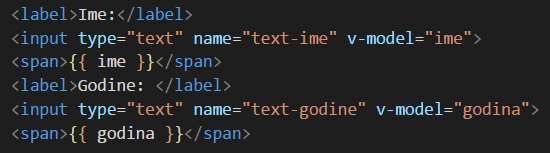 <label>Ime:</label>
<input type="text" name="text-ime" v-model="ime">
<span>{{ ime }}</span>
<label>Godine: </label>
<input type="text" name="text-godine" v-model="godina">
<span>{{ godina }}</span>